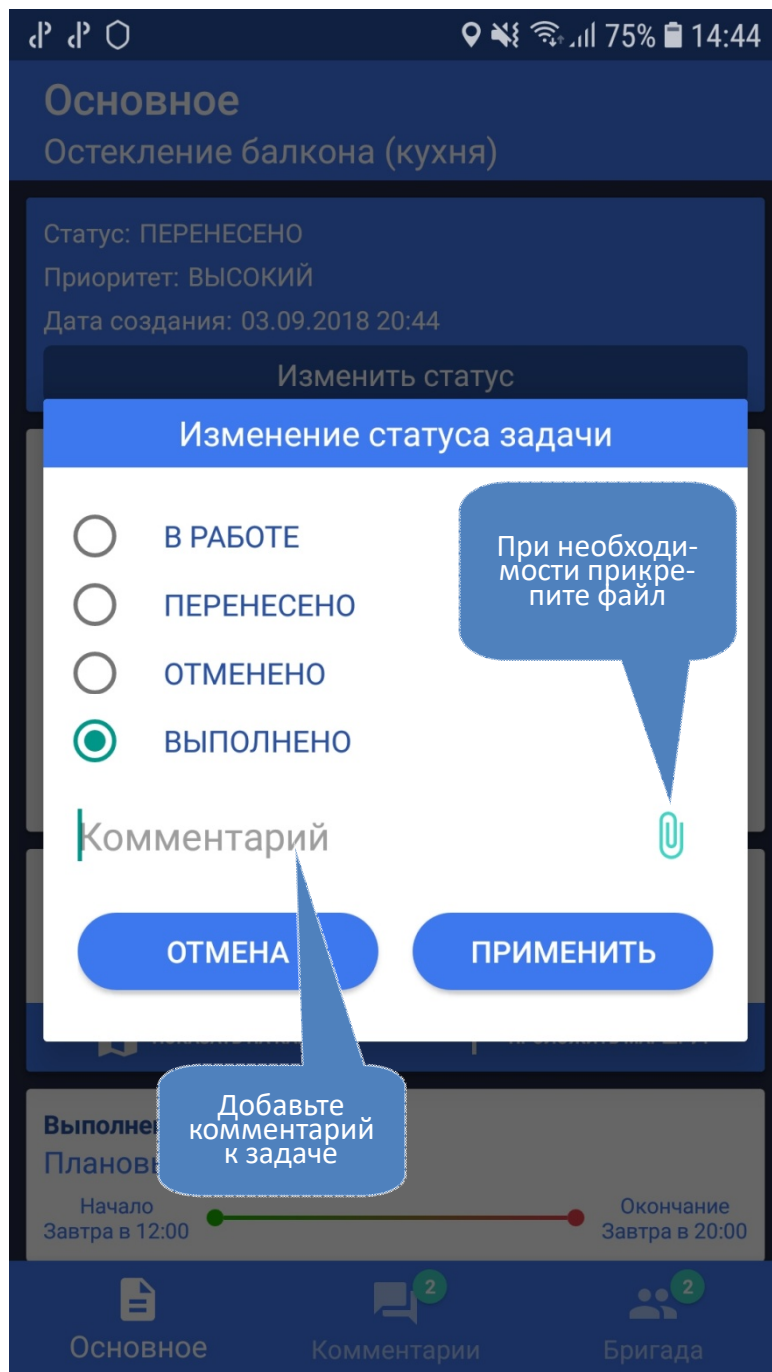 75% 14:44
Основное
Остекление балкона (кухня)
Статус: ПЕРЕНЕСЕНО
Приоритет: ВЫСОКИЙ
Дата создания: 03.09.2018 20:44
Изменить статус
Изменение статуса задачи
В РАБОТЕ
ПЕРЕНЕСЕНО
ОТМЕНЕНО
ВЫПОЛНЕНО
При необходи-
мости прикре-
пите файл
Комментарий
ОТМЕНА
ПРИМЕНИТЬ
Добавьте
комментарий
к задаче
Начало
Завтра в 12:00
Окончание
Завтра в 20:00
Основное
2
Комментарии
2
Бригада